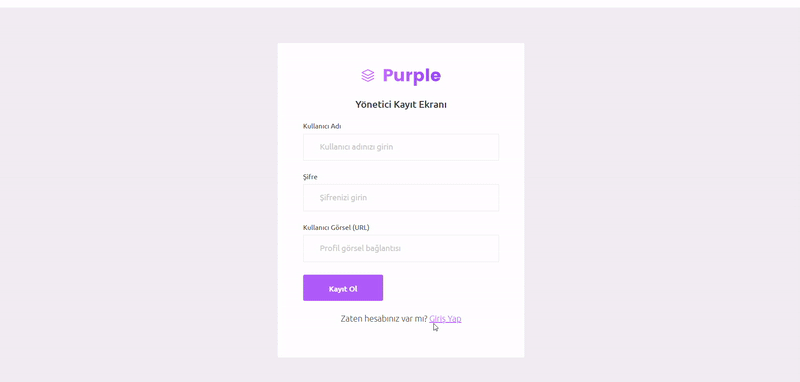 Purple
Yönetici Kayıt Ekranı
Kullanıcı Adı
Kullanıcı adınızı girin
Şifre
Şifrenizi girin
Kullanıcı Görsel (URL)
Profil görsel bağlantısı
Kayıt Ol
Zaten hesabınız var mı? Giriş Yap